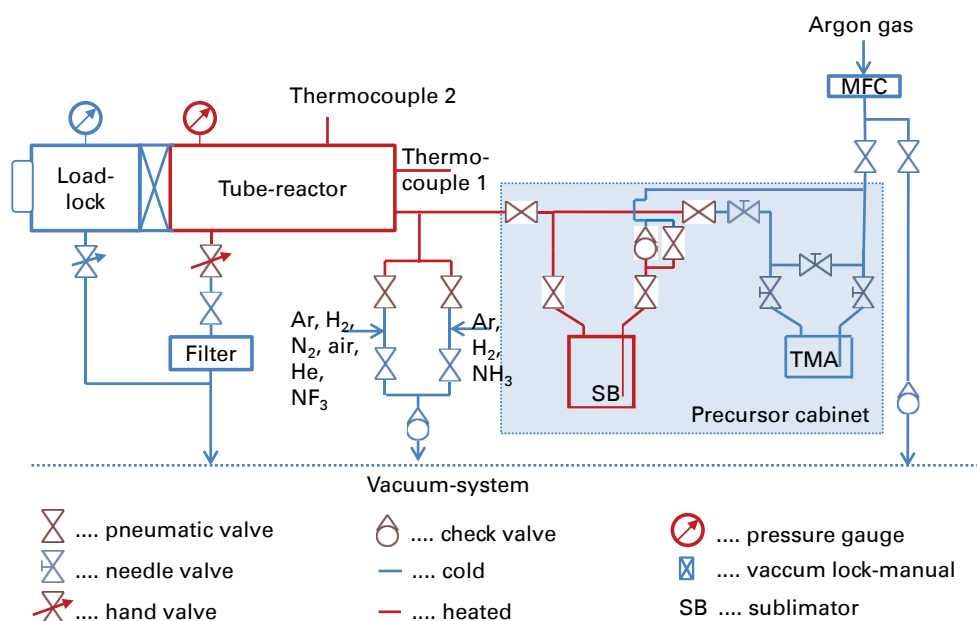 Argon gas
MFC
Thermocouple 2
Thermo-
couple 1
Load-
lock
Tube-reactor
Ar, H2,
N2, air,
He,
NF3
Ar,
H2,
NH3
Filter
SB
TMA
Precursor cabinet
Vacuum-system
.... pneumatic valve
.... needle valve
.... hand valve
.... check valve
.... cold
.... heated
.... pressure gauge
.... vaccum lock-manual
SB .... sublimator